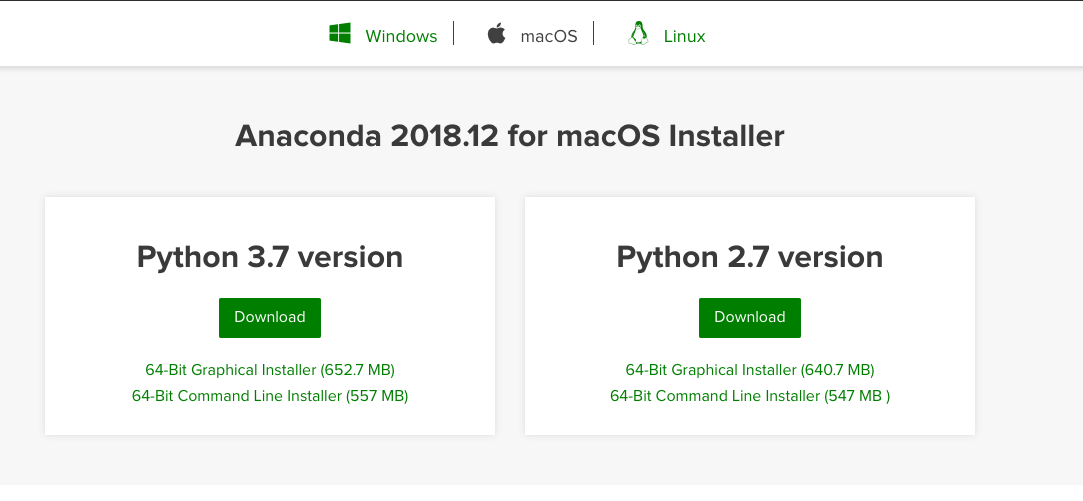 Windows
macOS
Linux
Anaconda 2018.12 for macOS Installer
Python 3.7 version
Download
64-Bit Graphical Installer (652.7 MB)
64-Bit Command Line Installer (557 MB)
Python 2.7 version
Download
64-Bit Graphical Installer (640.7 MB)
64-Bit Command Line Installer (547 MB )